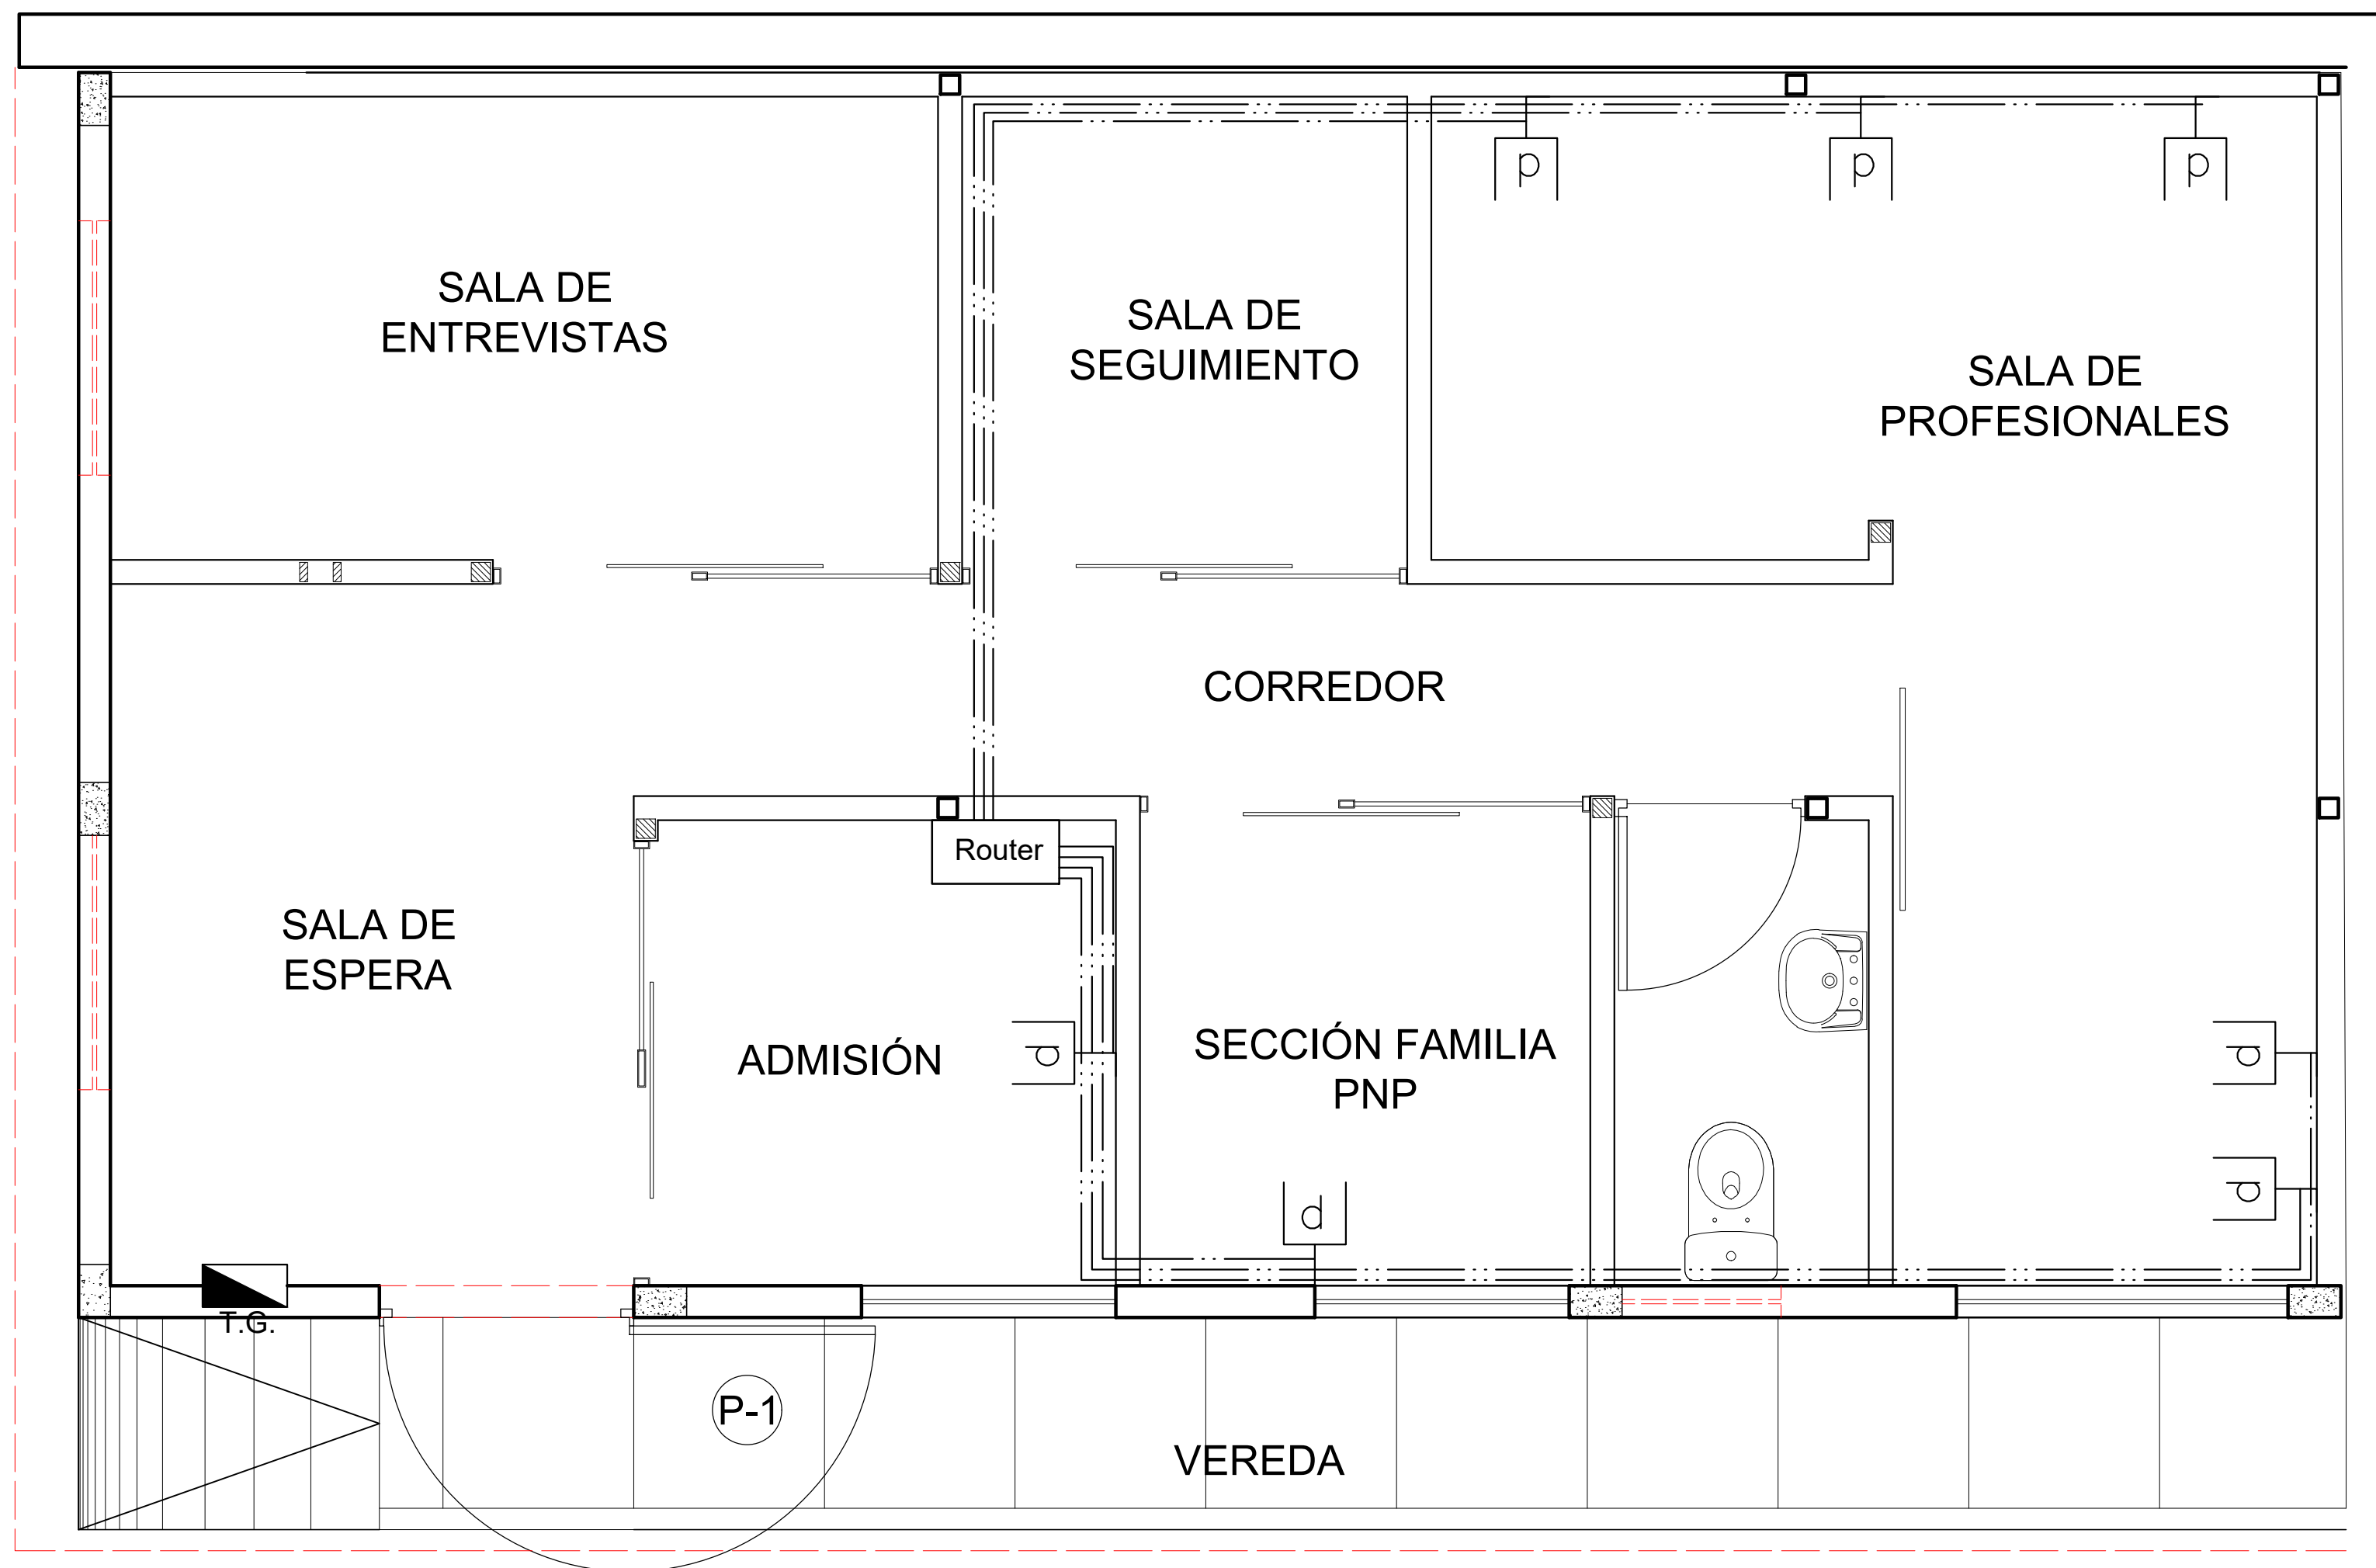 p
p
p
SALA DE
ENTREVISTAS
SALA DE
SEGUIMIENTO
SALA DE
PROFESIONALES
CORREDOR
Router
SALA DE
ESPERA
ADMISIÓN
p
SECCIÓN FAMILIA
PNP
p
p
p
T.G.
P-1
VEREDA